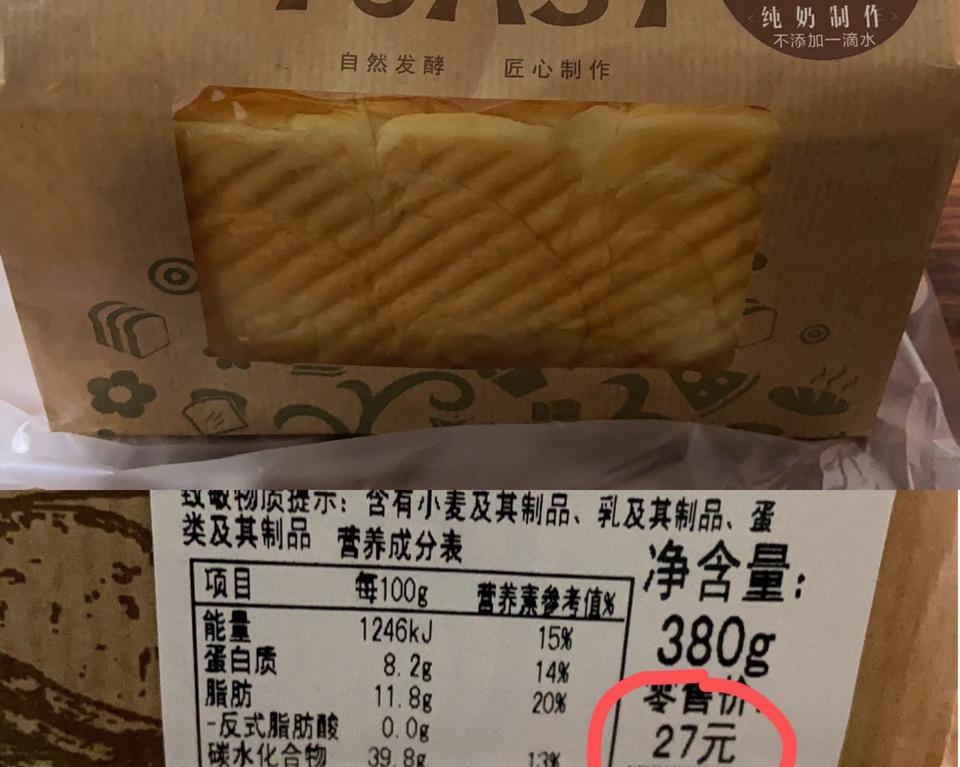 TOAST
纯奶制作
不添加一滴水
自然发酵 匠心制作
致敏物质提示：含有小麦及其制品、乳及其制品、蛋
类及其制品
营养成分表
项目 每100g 营养素参考值%
能量 1246kJ 15%
蛋白质 8.2g 14%
脂肪 11.8g 20%
-反式脂肪酸 0.0g
碳水化合物 39.8g 13%
净含量：
380g
零售价：
27元